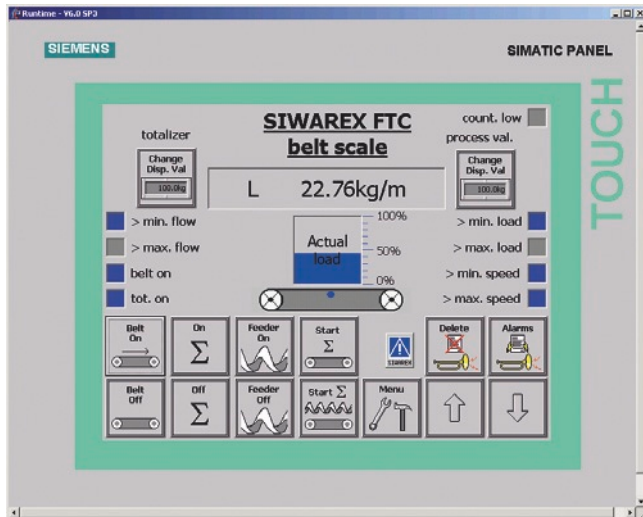 Runtime - V6.0 SP3
SIEMENS
SIMATIC PANEL
TOUCH
SIWAREX FTC
belt scale
count. low
totalizer
process val.
Change
Disp. Val
100.0kg
Change
Disp. Val
100.0kg
L 22.76kg/m
> min. flow
> max. flow
belt on
tot. on
Actual
load
100%
50%
0%
> min. load
> max. load
> min. speed
> max. speed
Belt
On
On
Σ
Feeder
On
Start
Σ
SIWAREX
Delete
Alarms
Belt
Off
Off
Σ
Feeder
Off
Start Σ
Menu